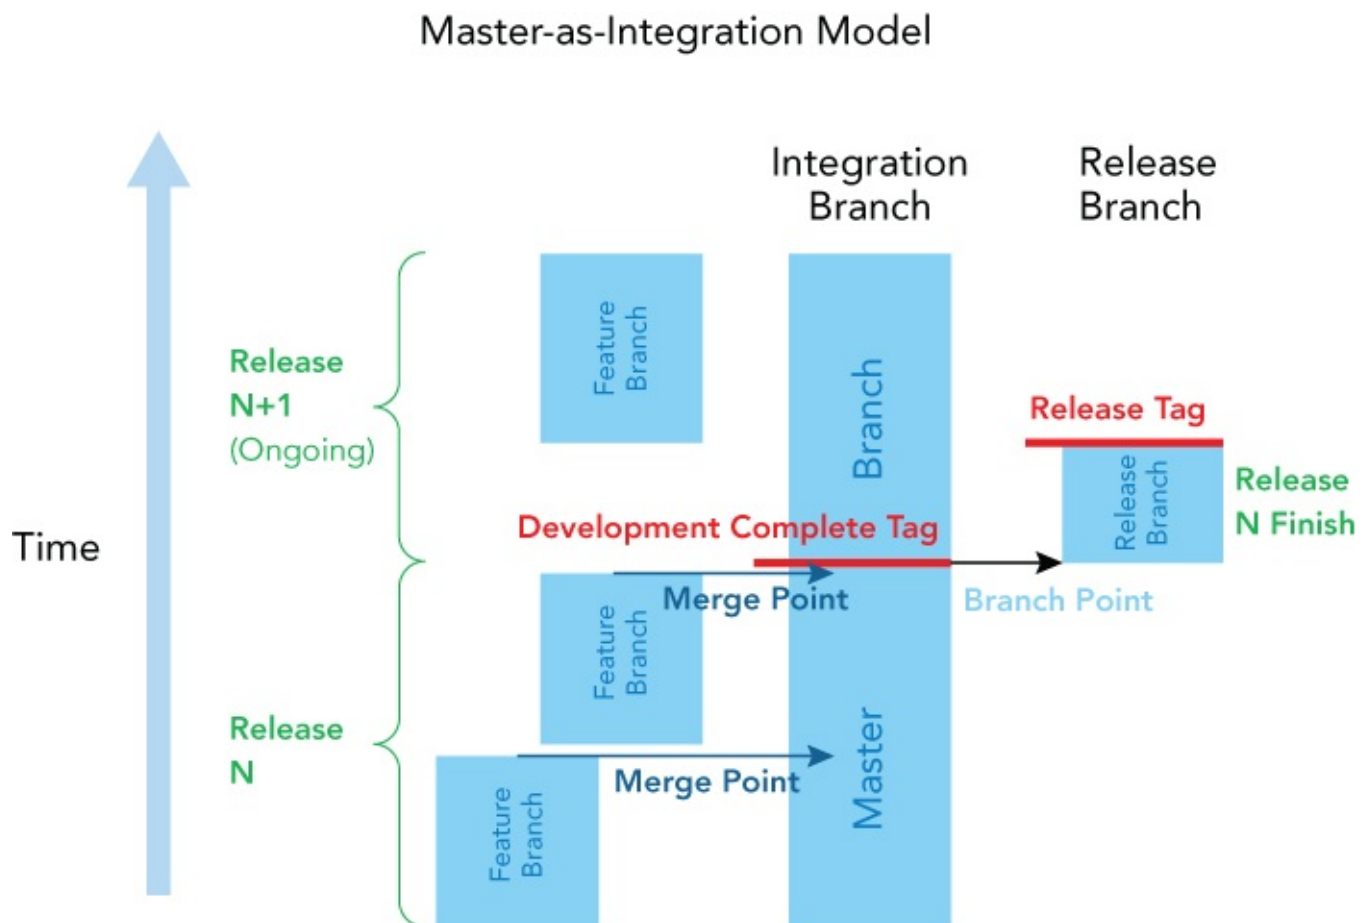 Master-as-Integration Model
Integration
Branch
Release
Branch
Feature
Branch
Branch
Release
N+1
(Ongoing)
Release Tag
Release
Branch
Release
N Finish
Development Complete Tag
Time
Merge Point
Branch Point
Feature
Branch
Release
N
Merge Point
Master
Feature
Branch